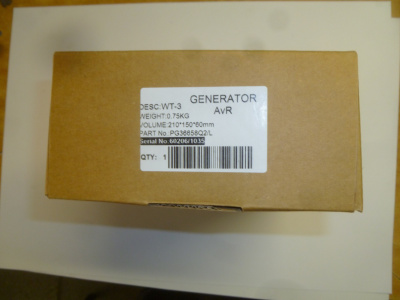 GENERATOR
AvR
DESC:WT-3
WEIGHT:0.75KG
VOLUME:210*150*60mm
PART No.:PG36658Q2/L
Serial No:60206/1035
QTY: 1